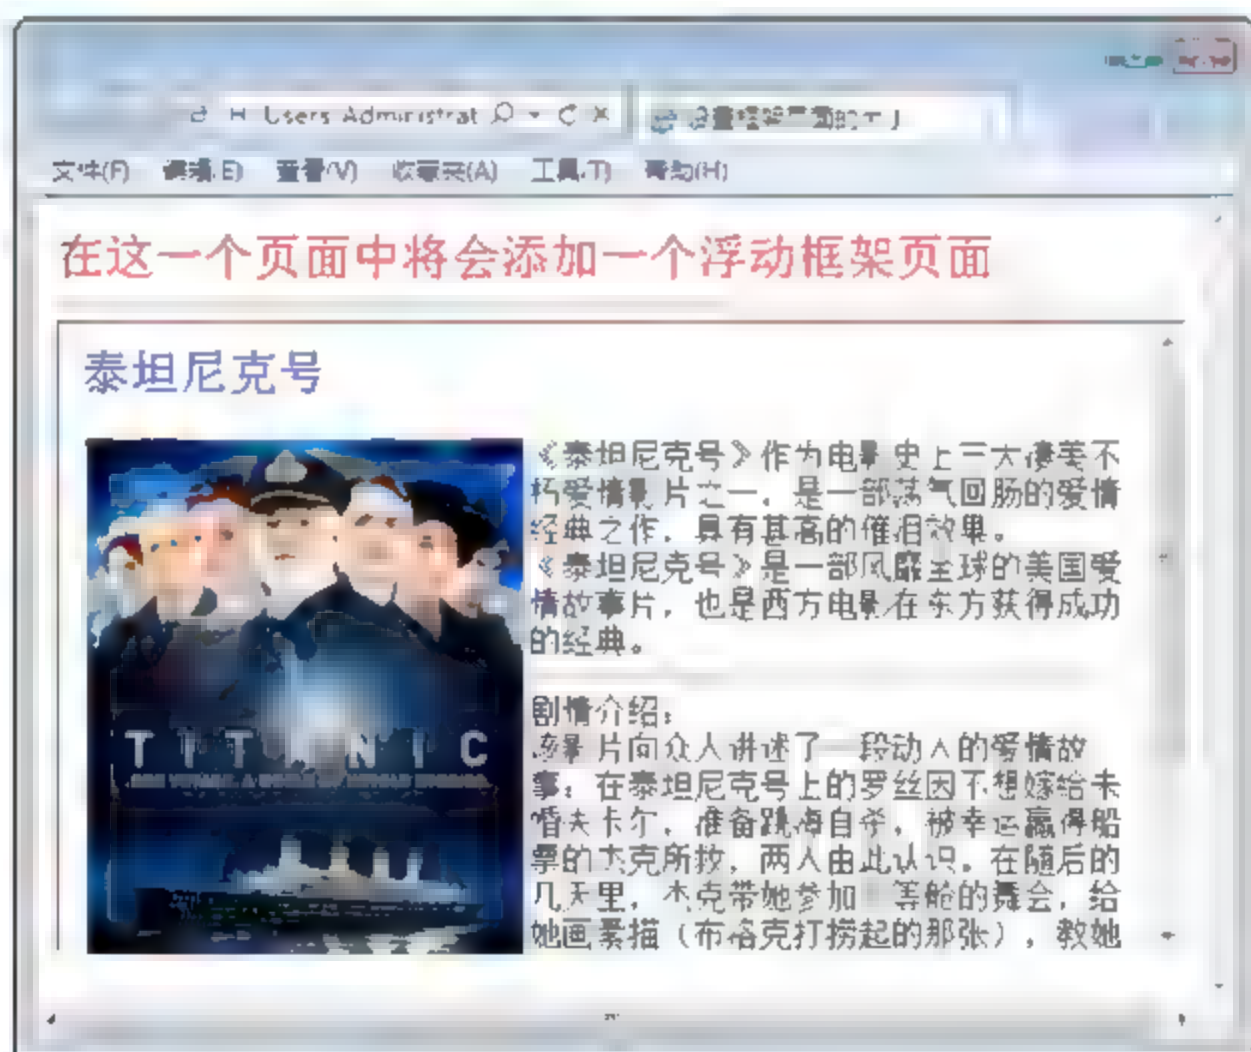 H Users Administrat
文件(F) 编辑(E) 查看(V) 收藏夹(A) 工具(T) 帮助(H)
在这一个页面中将会添加一个浮动框架页面
泰坦尼克号
《泰坦尼克号》作为电影史上三大凄美不
朽爱情影片之一，是一部荡气回肠的爱情
经典之作，具有甚高的催泪效果。
《泰坦尼克号》是一部风靡全球的美国爱
情故事片，也是西方电影在东方获得成功
的经典。
剧情介绍：
该影片向众人讲述了一段动人的爱情故
事：在泰坦尼克号上的罗丝因不想嫁给未
婚夫卡尔，准备跳海自杀，被幸运赢得船
票的杰克所救，两人由此认识。在随后的
几天里，杰克带她参加 等舱的舞会，给
她画素描（布洛克打捞起的那张），教她
TITANIC